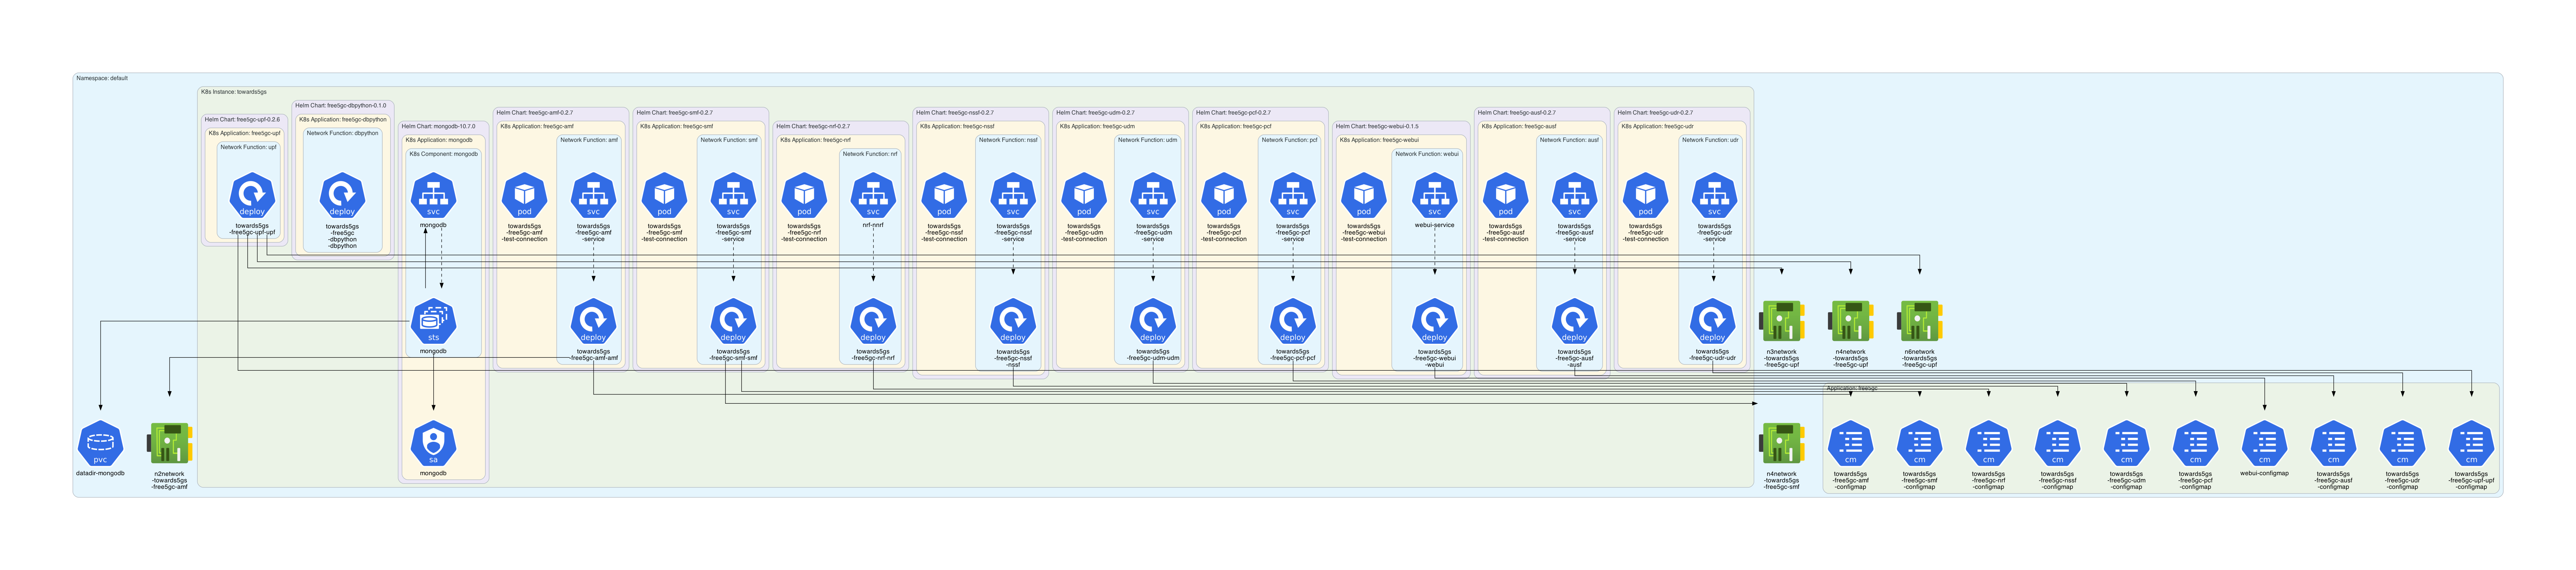 Namespace: default
K8s Instance: towards5gs
Helm Chart: free5gc-upf-0.2.6
K8s Application: free5gc-upf
Network Function: upf
deploy
towards5gs
-free5gc-upf-upf
Helm Chart: free5gc-dbpython-0.1.0
K8s Application: free5gc-dbpython
Network Function: dbpython
deploy
towards5gs
-free5gc
-dbpython
-dbpython
Helm Chart: mongodb-10.7.0
K8s Application: mongodb
K8s Component: mongodb
svc
mongodb
sts
mongodb
sa
mongodb
Helm Chart: free5gc-amf-0.2.7
K8s Application: free5gc-amf
Network Function: amf
pod
towards5gs
-free5gc-amf
-test-connection
svc
towards5gs
-free5gc-amf
-service
deploy
towards5gs
-free5gc-amf-amf
Helm Chart: free5gc-smf-0.2.7
K8s Application: free5gc-smf
Network Function: smf
pod
towards5gs
-free5gc-smf
-test-connection
svc
towards5gs
-free5gc-smf
-service
deploy
towards5gs
-free5gc-smf-smf
Helm Chart: free5gc-nrf-0.2.7
K8s Application: free5gc-nrf
Network Function: nrf
pod
towards5gs
-free5gc-nrf
-test-connection
svc
nrf-nnrf
deploy
towards5gs
-free5gc-nrf-nrf
Helm Chart: free5gc-nssf-0.2.7
K8s Application: free5gc-nssf
Network Function: nssf
pod
towards5gs
-free5gc-nssf
-test-connection
svc
towards5gs
-free5gc-nssf
-service
deploy
towards5gs
-free5gc-nssf
-nssf
Helm Chart: free5gc-udm-0.2.7
K8s Application: free5gc-udm
Network Function: udm
pod
towards5gs
-free5gc-udm
-test-connection
svc
towards5gs
-free5gc-udm
-service
deploy
towards5gs
-free5gc-udm-udm
Helm Chart: free5gc-pcf-0.2.7
K8s Application: free5gc-pcf
Network Function: pcf
pod
towards5gs
-free5gc-pcf
-test-connection
svc
towards5gs
-free5gc-pcf
-service
deploy
towards5gs
-free5gc-pcf-pcf
Helm Chart: free5gc-webui-0.1.5
K8s Application: free5gc-webui
Network Function: webui
pod
towards5gs
-free5gc-webui
-test-connection
svc
webui-service
deploy
towards5gs
-free5gc-webui
-webui
Helm Chart: free5gc-ausf-0.2.7
K8s Application: free5gc-ausf
Network Function: ausf
pod
towards5gs
-free5gc-ausf
-test-connection
svc
towards5gs
-free5gc-ausf
-service
deploy
towards5gs
-free5gc-ausf
-ausf
Helm Chart: free5gc-udr-0.2.7
K8s Application: free5gc-udr
Network Function: udr
pod
towards5gs
-free5gc-udr
-test-connection
svc
towards5gs
-free5gc-udr
-service
deploy
towards5gs
-free5gc-udr-udr
n3network
-towards5gs
-free5gc-upf
n4network
-towards5gs
-free5gc-upf
n6network
-towards5gs
-free5gc-upf
pvc
datadir-mongodb
n2network
-towards5gs
-free5gc-amf
n4network
-towards5gs
-free5gc-smf
Application: free5gc
cm
towards5gs
-free5gc-amf
-configmap
cm
towards5gs
-free5gc-smf
-configmap
cm
towards5gs
-free5gc-nrf
-configmap
cm
towards5gs
-free5gc-nssf
-configmap
cm
towards5gs
-free5gc-udm
-configmap
cm
towards5gs
-free5gc-pcf
-configmap
cm
webui-configmap
cm
towards5gs
-free5gc-ausf
-configmap
cm
towards5gs
-free5gc-udr
-configmap
cm
towards5gs
-free5gc-upf-upf
-configmap